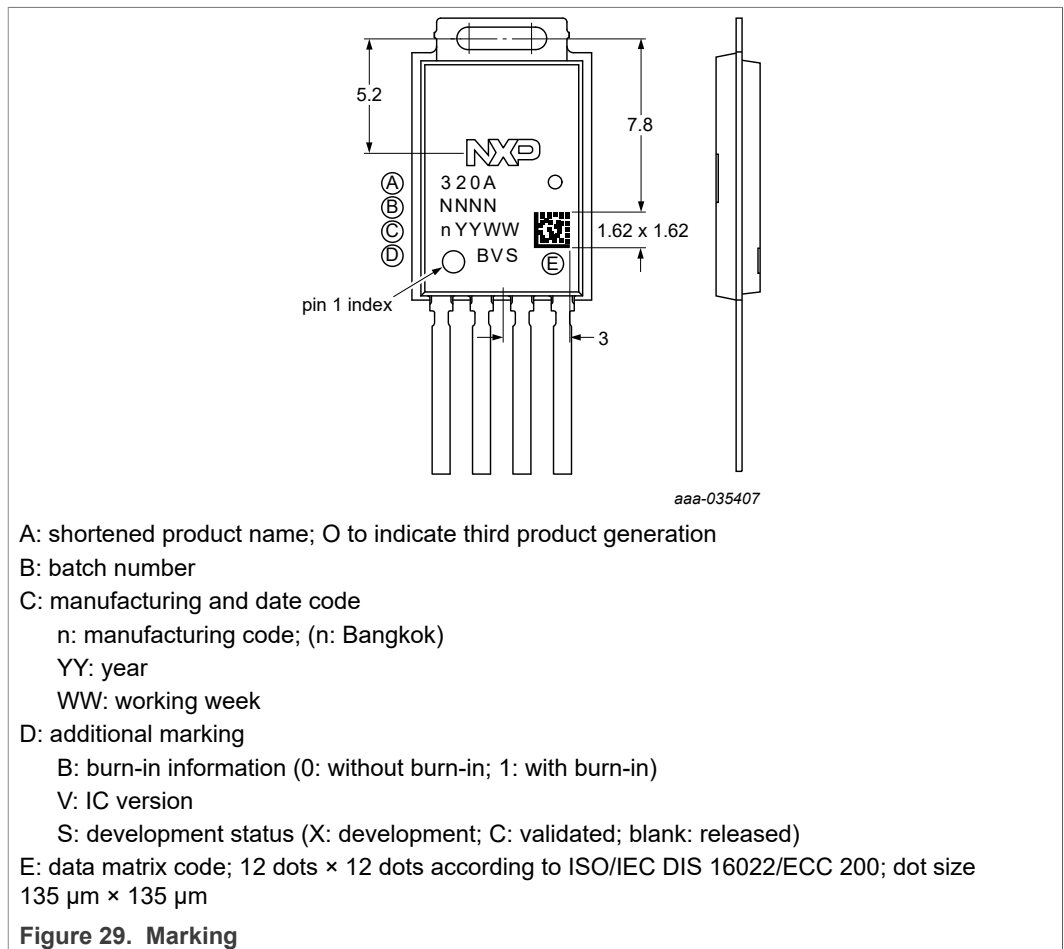 5.2
7.8
NXP
A 320A
B NNNN
C nYYWW 1.62 x 1.62
D BVS E
pin 1 index
3
aaa-035407
A: shortened product name; O to indicate third product generation
B: batch number
C: manufacturing and date code
n: manufacturing code; (n: Bangkok)
YY: year
WW: working week
D: additional marking
B: burn-in information (0: without burn-in; 1: with burn-in)
V: IC version
S: development status (X: development; C: validated; blank: released)
E: data matrix code; 12 dots × 12 dots according to ISO/IEC DIS 16022/ECC 200; dot size
135 μm × 135 μm
Figure 29. Marking